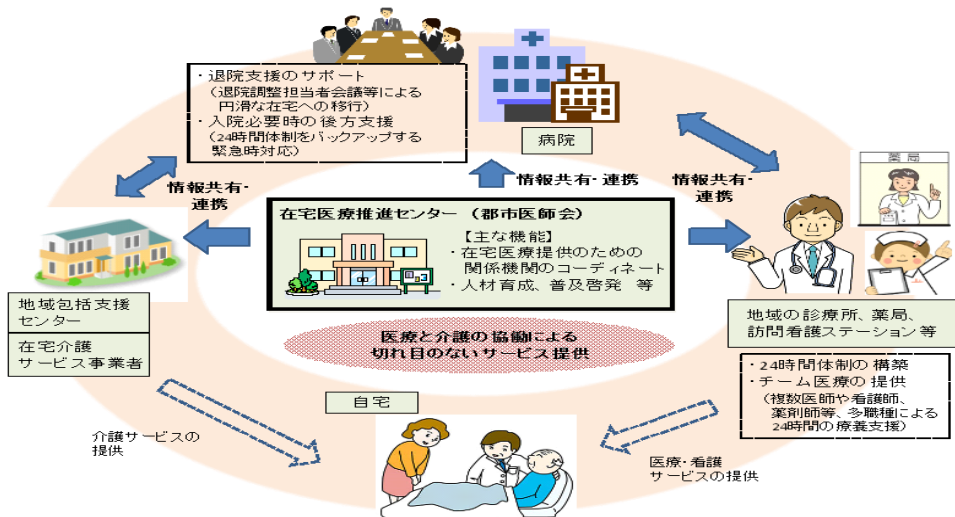 ・退院支援のサポート
(退院調整担当者会議等による
円滑な在宅への移行)
・入院必要時の後方支援
(24時間体制をバックアップする
緊急時対応)
病院
薬局
情報共有・
連携
情報共有・連携
情報共有・
連携
在宅医療推進センター（郡市医師会）
【主な機能】
・在宅医療提供のための
関係機関のコーディネート
・人材育成、普及啓発 等
地域包括支援
センター
在宅介護
サービス事業者
地域の診療所、薬局、
訪問看護ステーション等
医療と介護の協働による
切れ目のないサービス提供
・24時間体制の構築
・チーム医療の提供
(複数医師や看護師、
薬剤師等、多職種による
24時間の療養支援)
自宅
介護サービスの
提供
医療・看護
サービスの提供